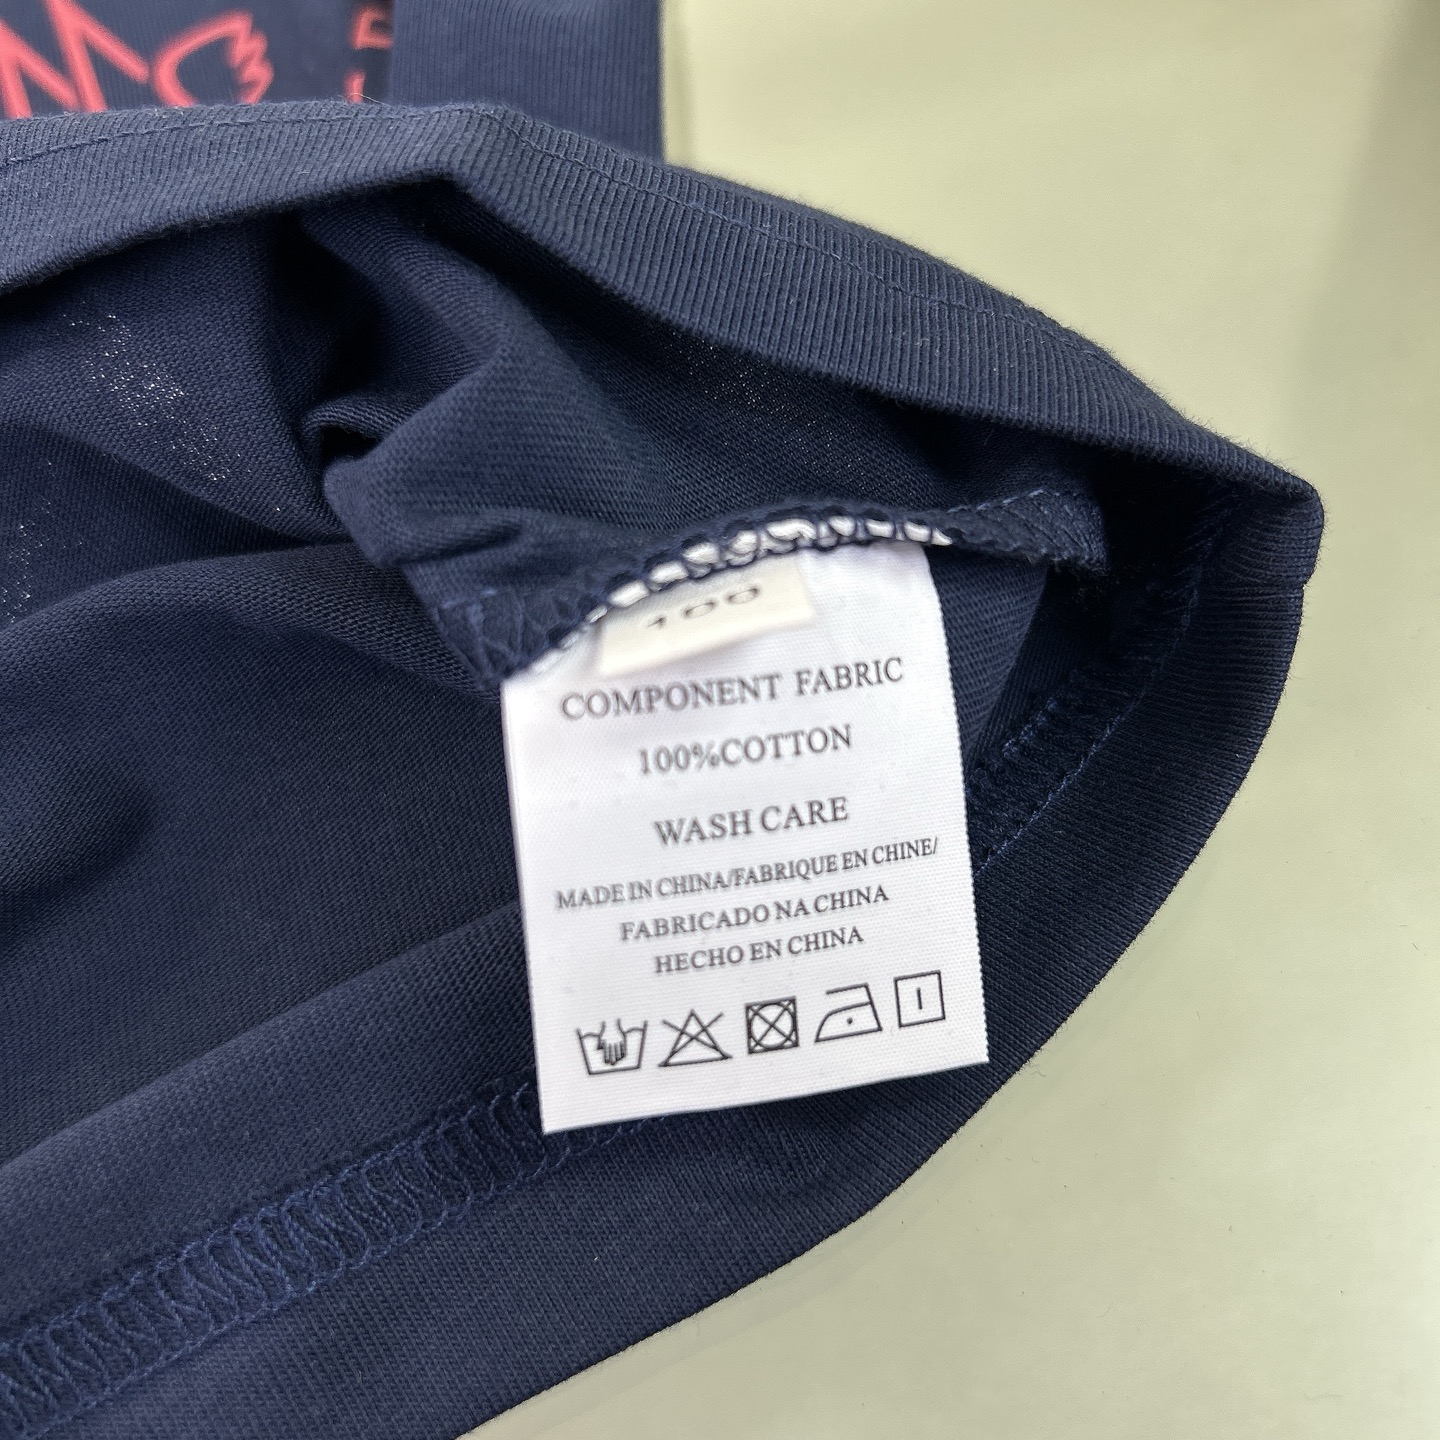 100
COMPONENT FABRIC
100%COTTON
WASH CARE
MADE IN CHINA/FABRIQUE EN CHINE/
FABRICADO NA CHINA
HECHO EN CHINA